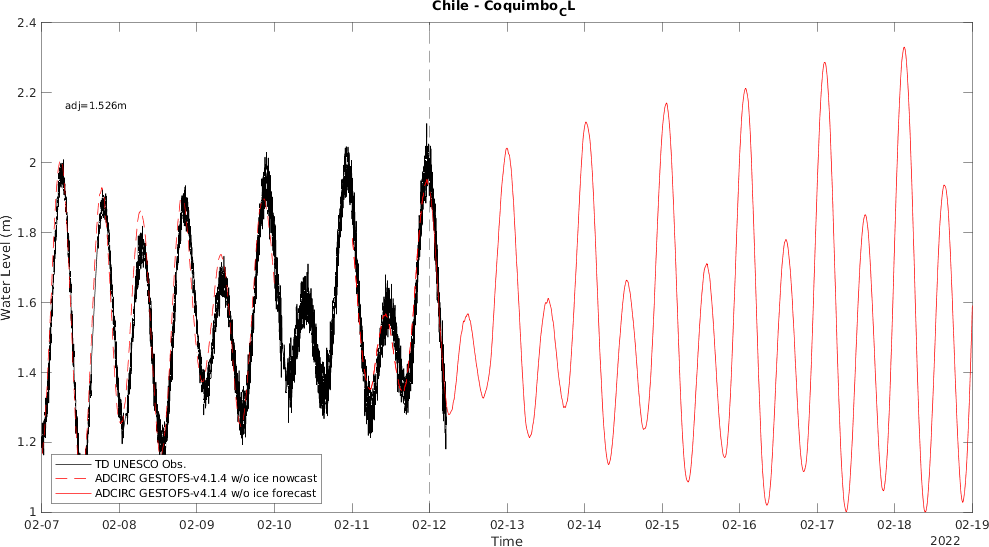 Chile - Coquimbo_CL
2.4
2.2
2
1.8
1.6
1.4
1.2
1
Water Level (m)
adj=1.526m
TD UNESCO Obs.
ADCIRC GESTOFS-v4.1.4 w/o ice nowcast
ADCIRC GESTOFS-v4.1.4 w/o ice forecast
02-07 02-08 02-09 02-10 02-11 02-12 02-13 02-14 02-15 02-16 02-17 02-18 02-19
Time
2022